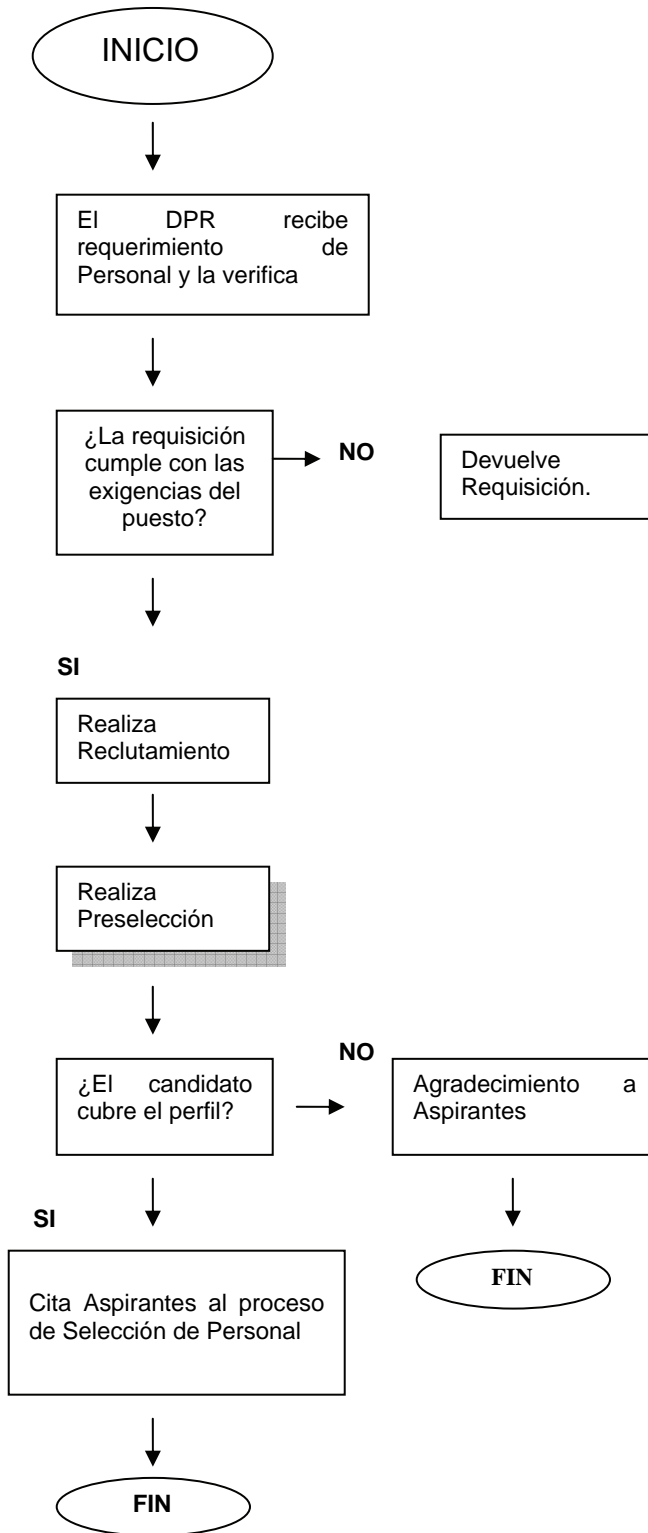 INICIO
El DPR recibe
requerimiento de
Personal y la verifica
¿La requisición
cumple con las
exigencias del
puesto?
NO
Devuelve
Requisición.
SI
Realiza
Reclutamiento
Realiza
Preselección
¿El candidato
cubre el perfil?
NO
Agradecimiento a
Aspirantes
SI
FIN
Cita Aspirantes al proceso
de Selección de Personal
FIN